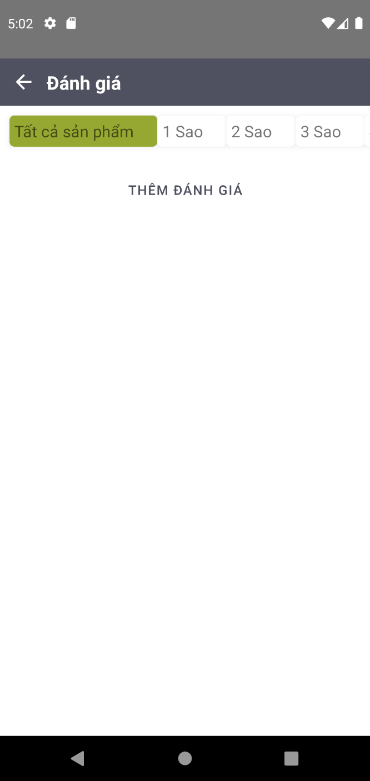 5:02
Đánh giá
Tất cả sản phẩm 1 Sao 2 Sao 3 Sao
THÊM ĐÁNH GIÁ